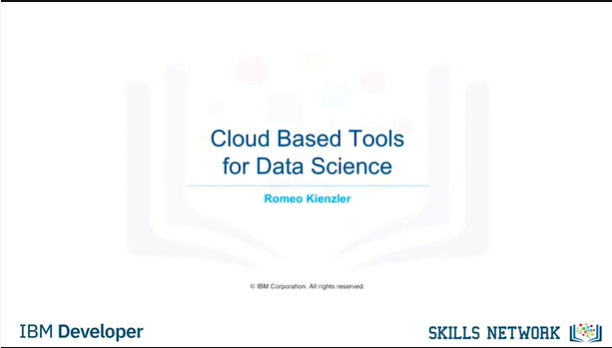 Cloud Based Tools
for Data Science
Romeo Kienzler
© IBM Corporation. All rights reserved.
IBM Developer
SKILLS NETWORK